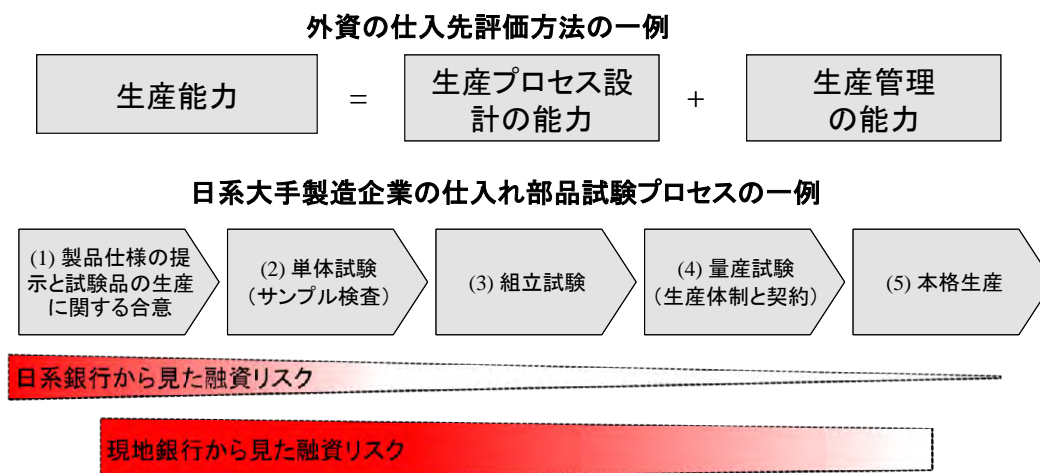 外資の仕入先評価方法の一例
生産能力
=
生産プロセス設
計の能力
+
生産管理
の能力
日系大手製造企業の仕入れ部品試験プロセスの一例
(1) 製品仕様の提
示と試験品の生産
に関する合意
(2) 単体試験
（サンプル検査）
(3) 組立試験
(4) 量産試験
（生産体制と契約）
(5) 本格生産
日系銀行から見た融資リスク
現地銀行から見た融資リスク